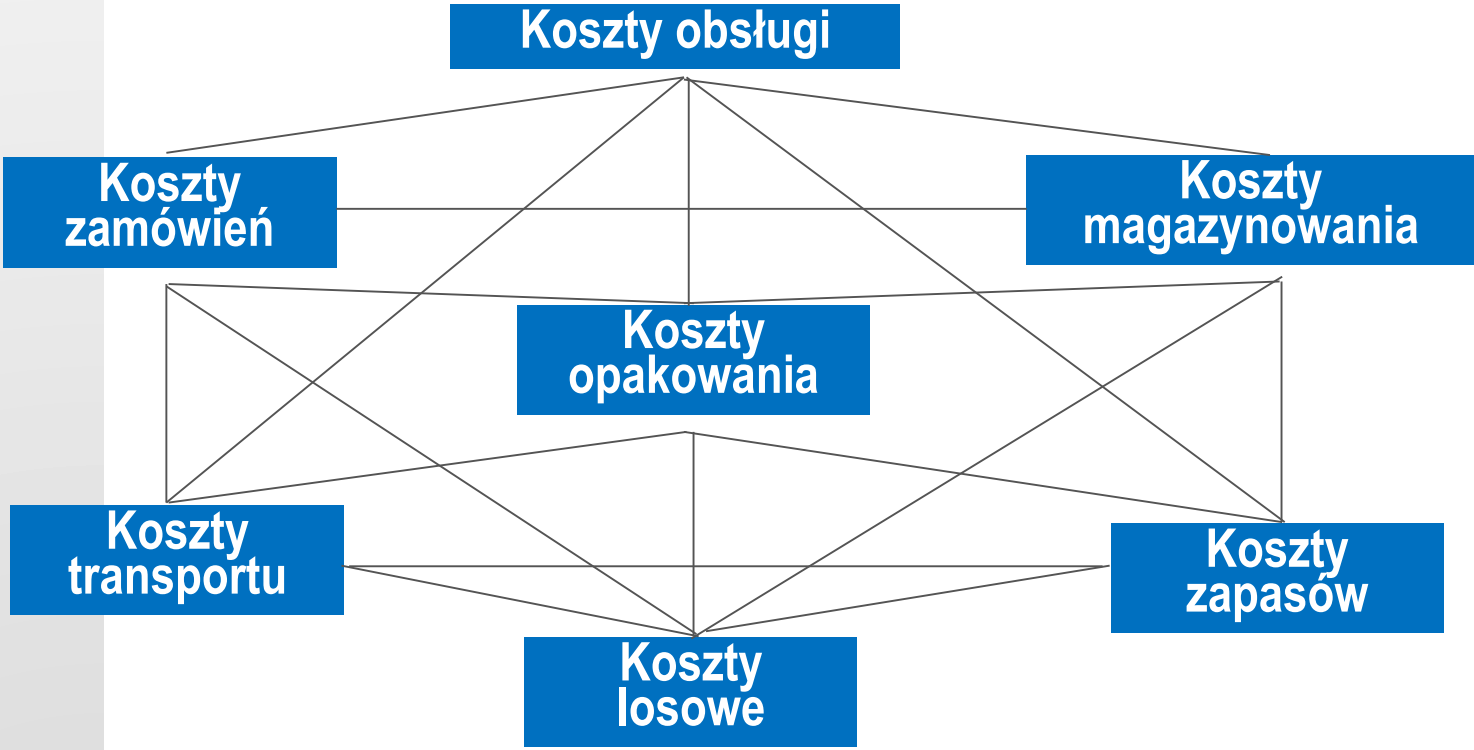 Koszty obsługi
Koszty
zamówień
Koszty
magazynowania
Koszty
opakowania
Koszty
transportu
Koszty
zapasów
Koszty
losowe